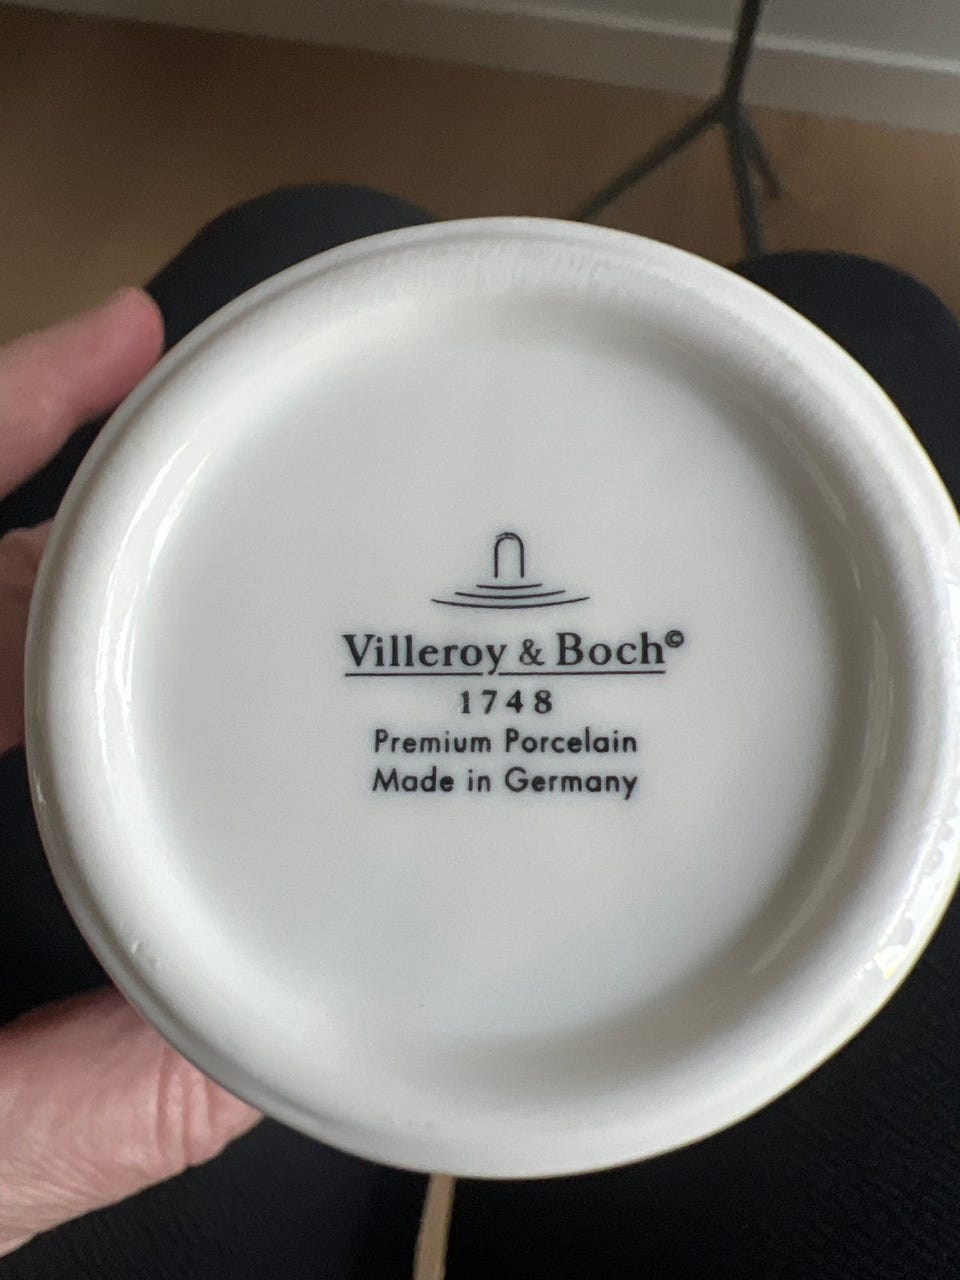 Villeroy & Boch©
1748
Premium Porcelain
Made in Germany